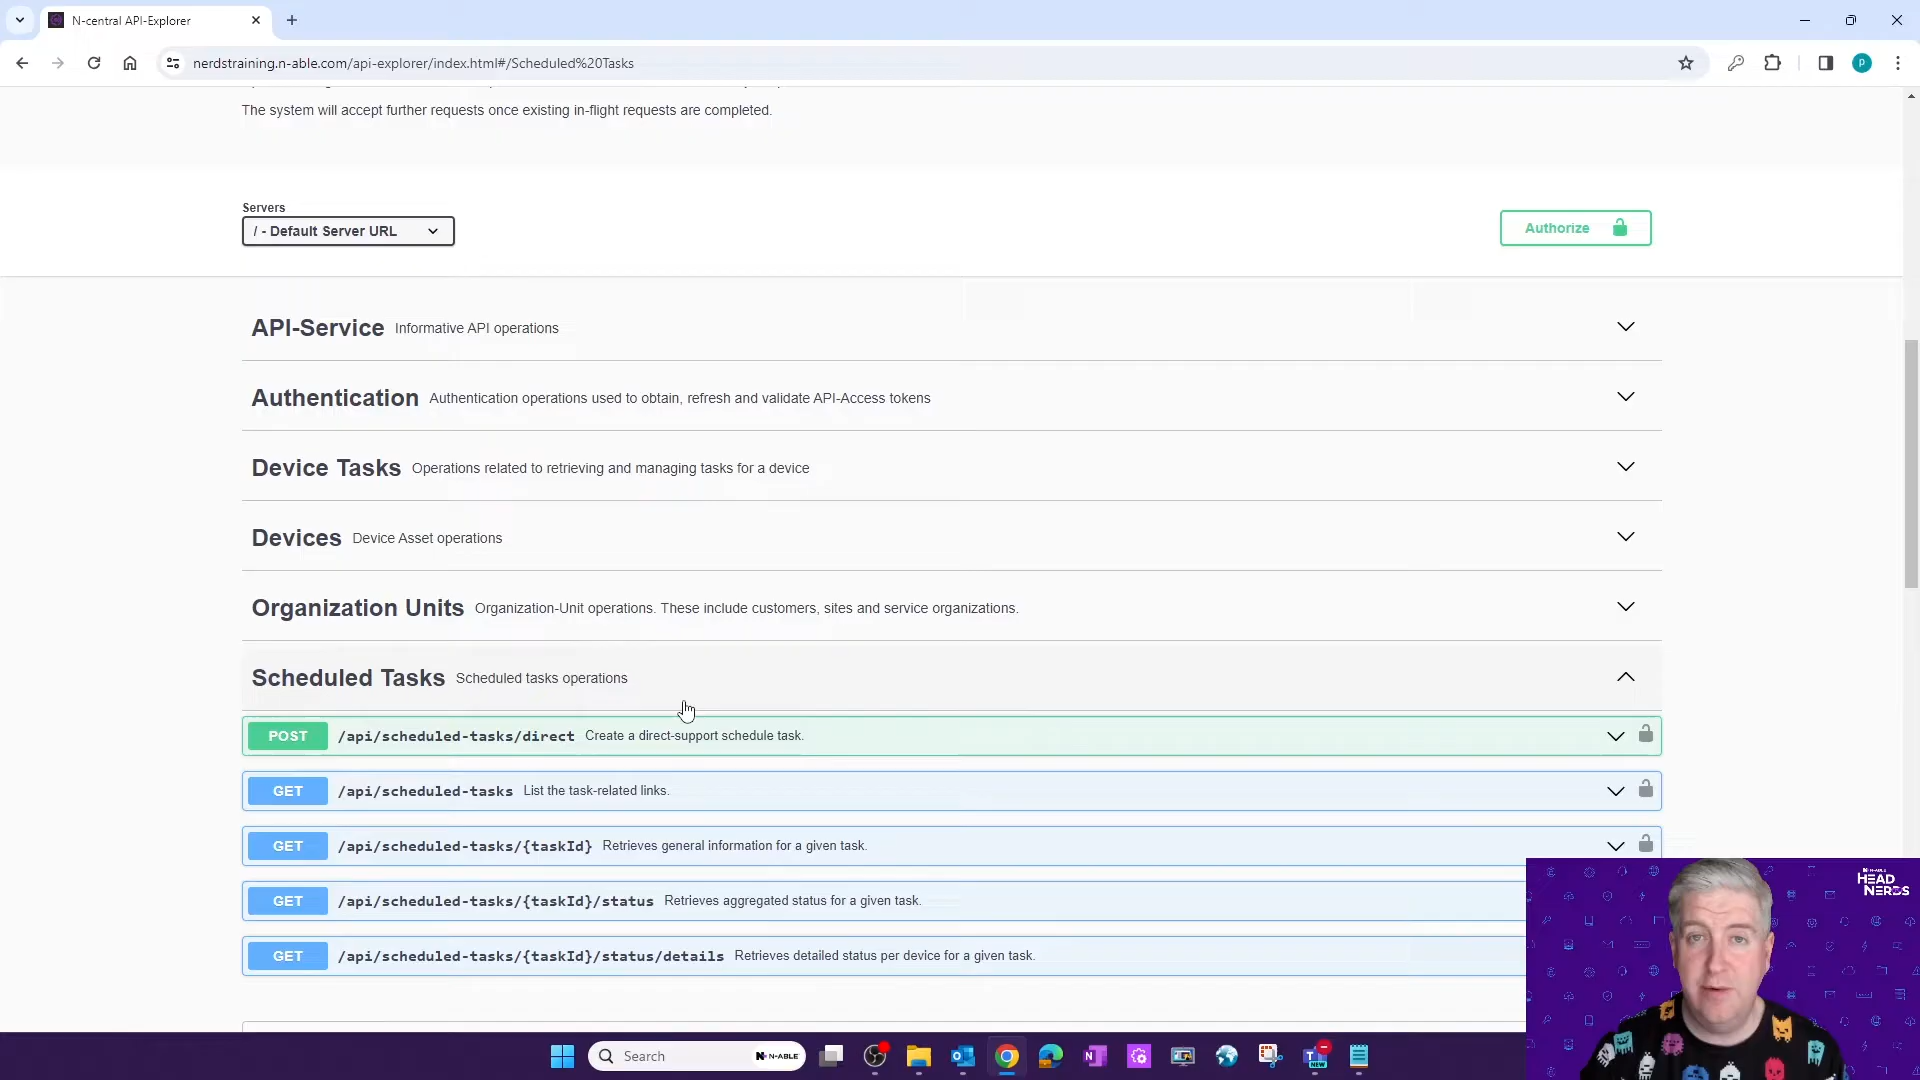 N-central API-Explorer
nerdstraining.n-able.com/api-explorer/index.html#/Scheduled%20Tasks
P
The system will accept further requests once existing in-flight requests are completed.
Servers
/ - Default Server URL
Authorize
API-Service Informative API operations
Authentication Authentication operations used to obtain, refresh and validate API-Access tokens
Device Tasks Operations related to retrieving and managing tasks for a device
Devices Device Asset operations
Organization Units Organization-Unit operations. These include customers, sites and service organizations.
Scheduled Tasks Scheduled tasks operations
POST /api/scheduled-tasks/direct Create a direct-support schedule task.
GET /api/scheduled-tasks List the task-related links.
GET /api/scheduled-tasks/{taskId} Retrieves general information for a given task.
GET /api/scheduled-tasks/{taskId}/status Retrieves aggregated status for a given task.
GET /api/scheduled-tasks/{taskId}/status/details Retrieves detailed status per device for a given task.
N-ABLE
HEAD
NERDS
Search
N-ABLE
NEW